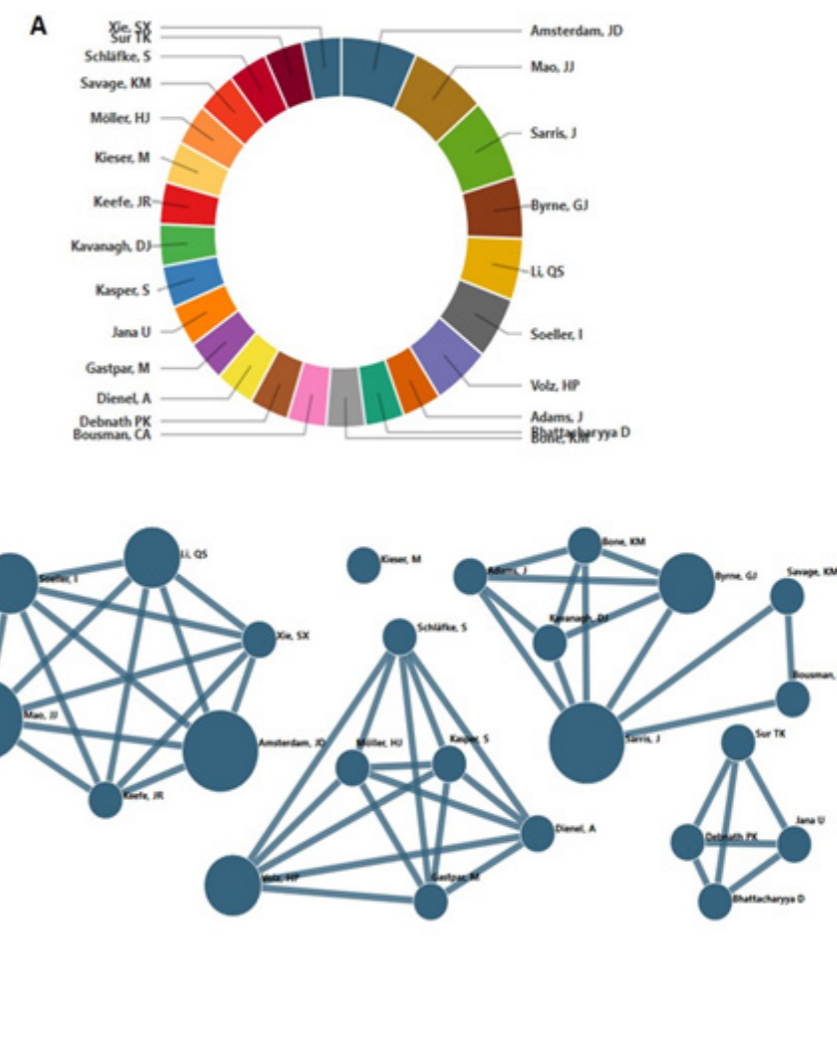 A
Xie, SX
Sur TK
Schläfke, S
Savage, KM
Möller, HJ
Kieser, M
Keefe, JR
Kavanagh, DJ
Kasper, S
Jana U
Gastpar, M
Dienel, A
Debnath PK
Bousman, CA
Amsterdam, JD
Mao, JJ
Sarris, J
Byrne, GJ
Li, QS
Soeller, I
Volz, HP
Adams, J
Bhattacharyya D
Bone, KM
Li, QS
Soeller, I
Xie, SX
Mao, JJ
Amsterdam, JD
Keefe, JR
Kieser, M
Schläfke, S
Möller, HJ
Kasper, S
Dienel, A
Volz, HP
Gastpar, M
Bone, KM
Adams, J
Byrne, GJ
Savage, KM
Kavanagh, DJ
Bousman,
Sarris, J
Sur TK
Jana U
Debnath PK
Bhattacharyya D